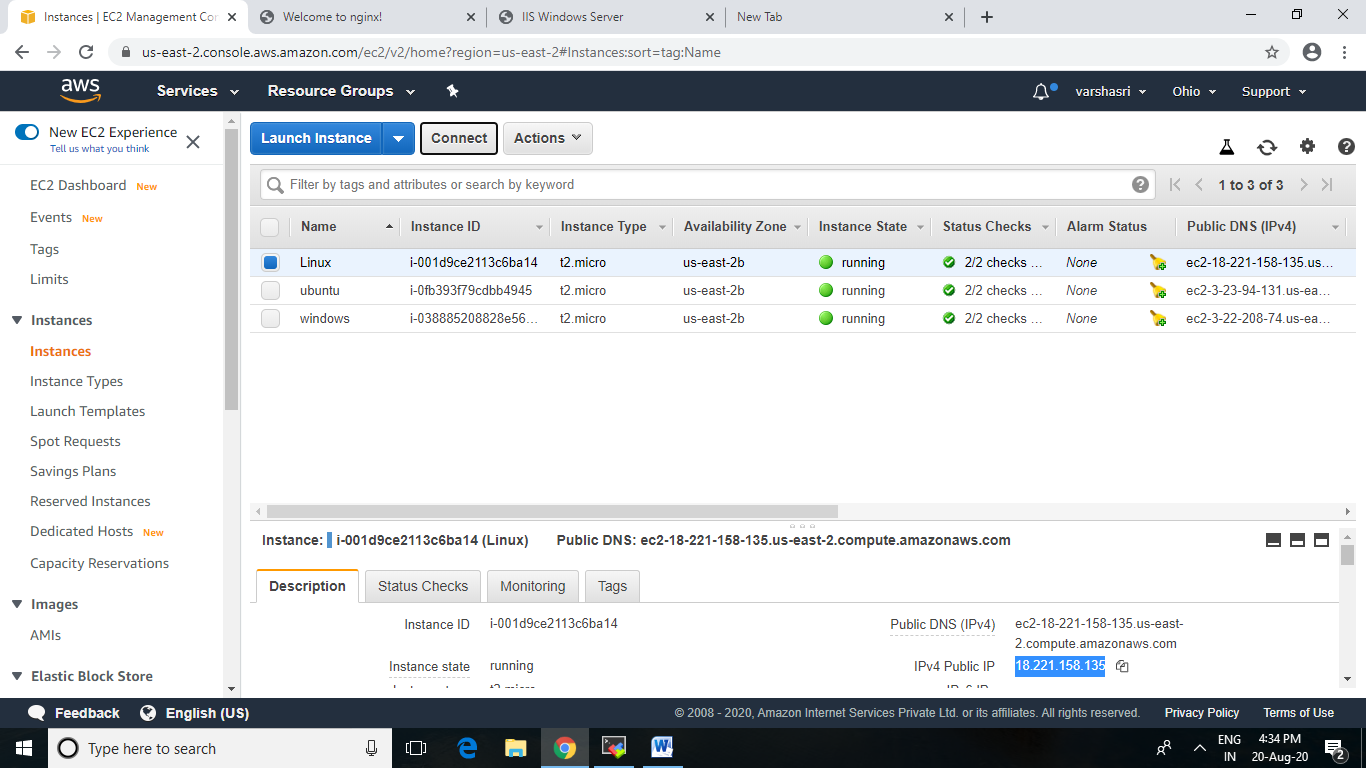 Instances | EC2 Management Con
Welcome to nginx!
IIS Windows Server
New Tab
us-east-2.console.aws.amazon.com/ec2/v2/home?region=us-east-2#Instances:sort=tag:Name
aws
Services
Resource Groups
varshasri
Ohio
Support
New EC2 Experience
Tell us what you think
EC2 Dashboard New
Events New
Tags
Limits
Instances
Instances
Instance Types
Launch Templates
Spot Requests
Savings Plans
Reserved Instances
Dedicated Hosts New
Capacity Reservations
Images
AMIs
Elastic Block Store
Launch Instance
Connect
Actions
Filter by tags and attributes or search by keyword
1 to 3 of 3
Name Instance ID Instance Type Availability Zone Instance State Status Checks Alarm Status Public DNS (IPv4)
Linux i-001d9ce2113c6ba14 t2.micro us-east-2b running 2/2 checks ... None ec2-18-221-158-135.us...
ubuntu i-0fb393f79cdbb4945 t2.micro us-east-2b running 2/2 checks ... None ec2-3-23-94-131.us-ea...
windows i-038885208828e56... t2.micro us-east-2b running 2/2 checks ... None ec2-3-22-208-74.us-ea...
Instance: i-001d9ce2113c6ba14 (Linux) Public DNS: ec2-18-221-158-135.us-east-2.compute.amazonaws.com
Description
Status Checks
Monitoring
Tags
Instance ID i-001d9ce2113c6ba14
Public DNS (IPv4) ec2-18-221-158-135.us-east-
2.compute.amazonaws.com
Instance state running
IPv4 Public IP 18.221.158.135
Feedback
English (US)
© 2008 - 2020, Amazon Internet Services Private Ltd. or its affiliates. All rights reserved.
Privacy Policy
Terms of Use
Type here to search
ENG
IN
4:34 PM
20-Aug-20
2